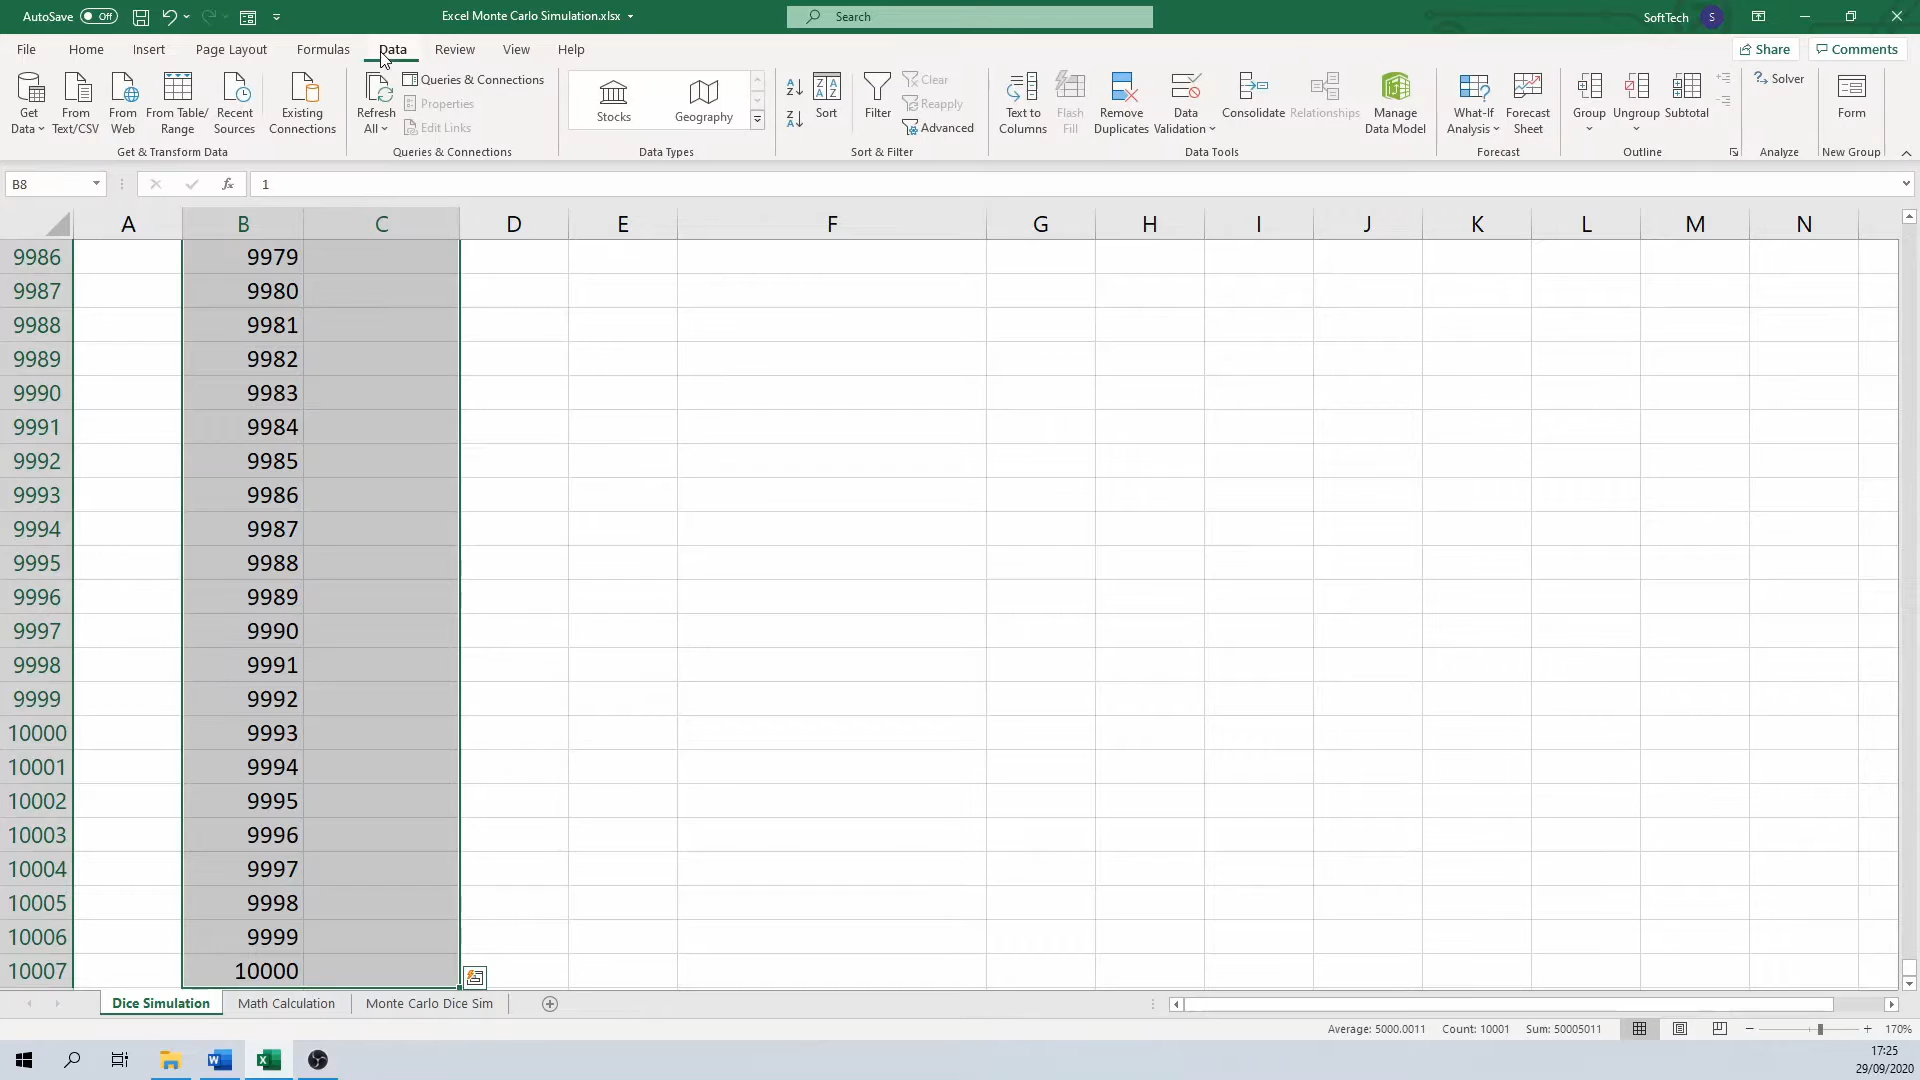 AutoSave Off Excel Monte Carlo Simulation.xlsx Search SoftTech S
File Home Insert Page Layout Formulas Data Review View Help Share Comments
Get Data From Text/CSV From Web From Table/ Range Recent Sources Existing Connections
Get & Transform Data
Refresh All
Queries & Connections
Properties
Edit Links
Queries & Connections
Stocks Geography
Data Types
Sort
Filter
Clear
Reapply
Advanced
Sort & Filter
Text to Columns Flash Fill Remove Duplicates Data Validation Consolidate Relationships Manage Data Model
Data Tools
What-If Analysis Forecast Sheet
Forecast
Group Ungroup Subtotal
Outline
Solver
Analyze
Form
New Group
B8 fx 1
A B C D E F G H I J K L M N
9986 9979
9987 9980
9988 9981
9989 9982
9990 9983
9991 9984
9992 9985
9993 9986
9994 9987
9995 9988
9996 9989
9997 9990
9998 9991
9999 9992
10000 9993
10001 9994
10002 9995
10003 9996
10004 9997
10005 9998
10006 9999
10007 10000
Dice Simulation Math Calculation Monte Carlo Dice Sim
Average: 5000.0011 Count: 10001 Sum: 50005011 170%
17:25
29/09/2020